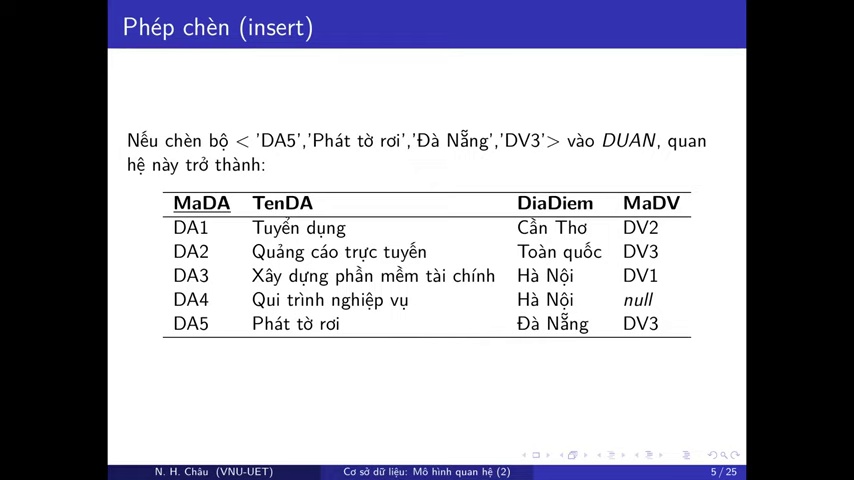 Phép chèn (insert)
Nếu chèn bộ < 'DA5','Phát tờ rơi','Đà Nẵng','DV3'> vào DUAN, quan
hệ này trở thành:
MaDA TenDA DiaDiem MaDV
DA1 Tuyển dụng Cần Thơ DV2
DA2 Quảng cáo trực tuyến Toàn quốc DV3
DA3 Xây dựng phần mềm tài chính Hà Nội DV1
DA4 Qui trình nghiệp vụ Hà Nội null
DA5 Phát tờ rơi Đà Nẵng DV3
N. H. Châu (VNU-UET) Cơ sở dữ liệu: Mô hình quan hệ (2) 5 / 25